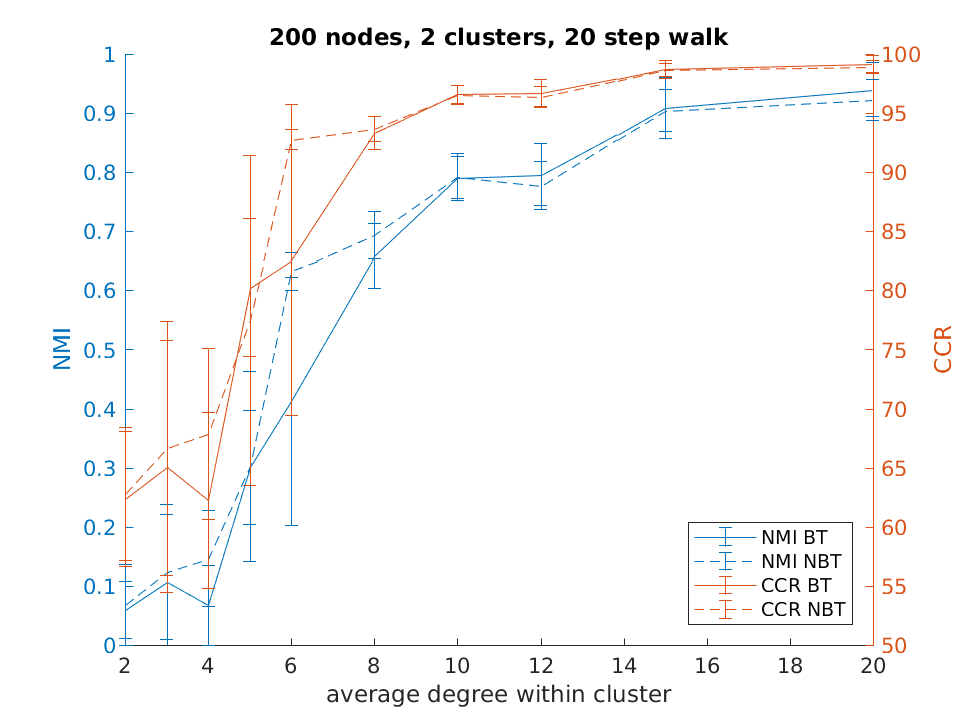 200 nodes, 2 clusters, 20 step walk
NMI
1
0.9
0.8
0.7
0.6
0.5
0.4
0.3
0.2
0.1
0
CCR
100
95
90
85
80
75
70
65
60
55
50
NMI BT
NMI NBT
CCR BT
CCR NBT
2 4 6 8 10 12 14 16 18 20
average degree within cluster